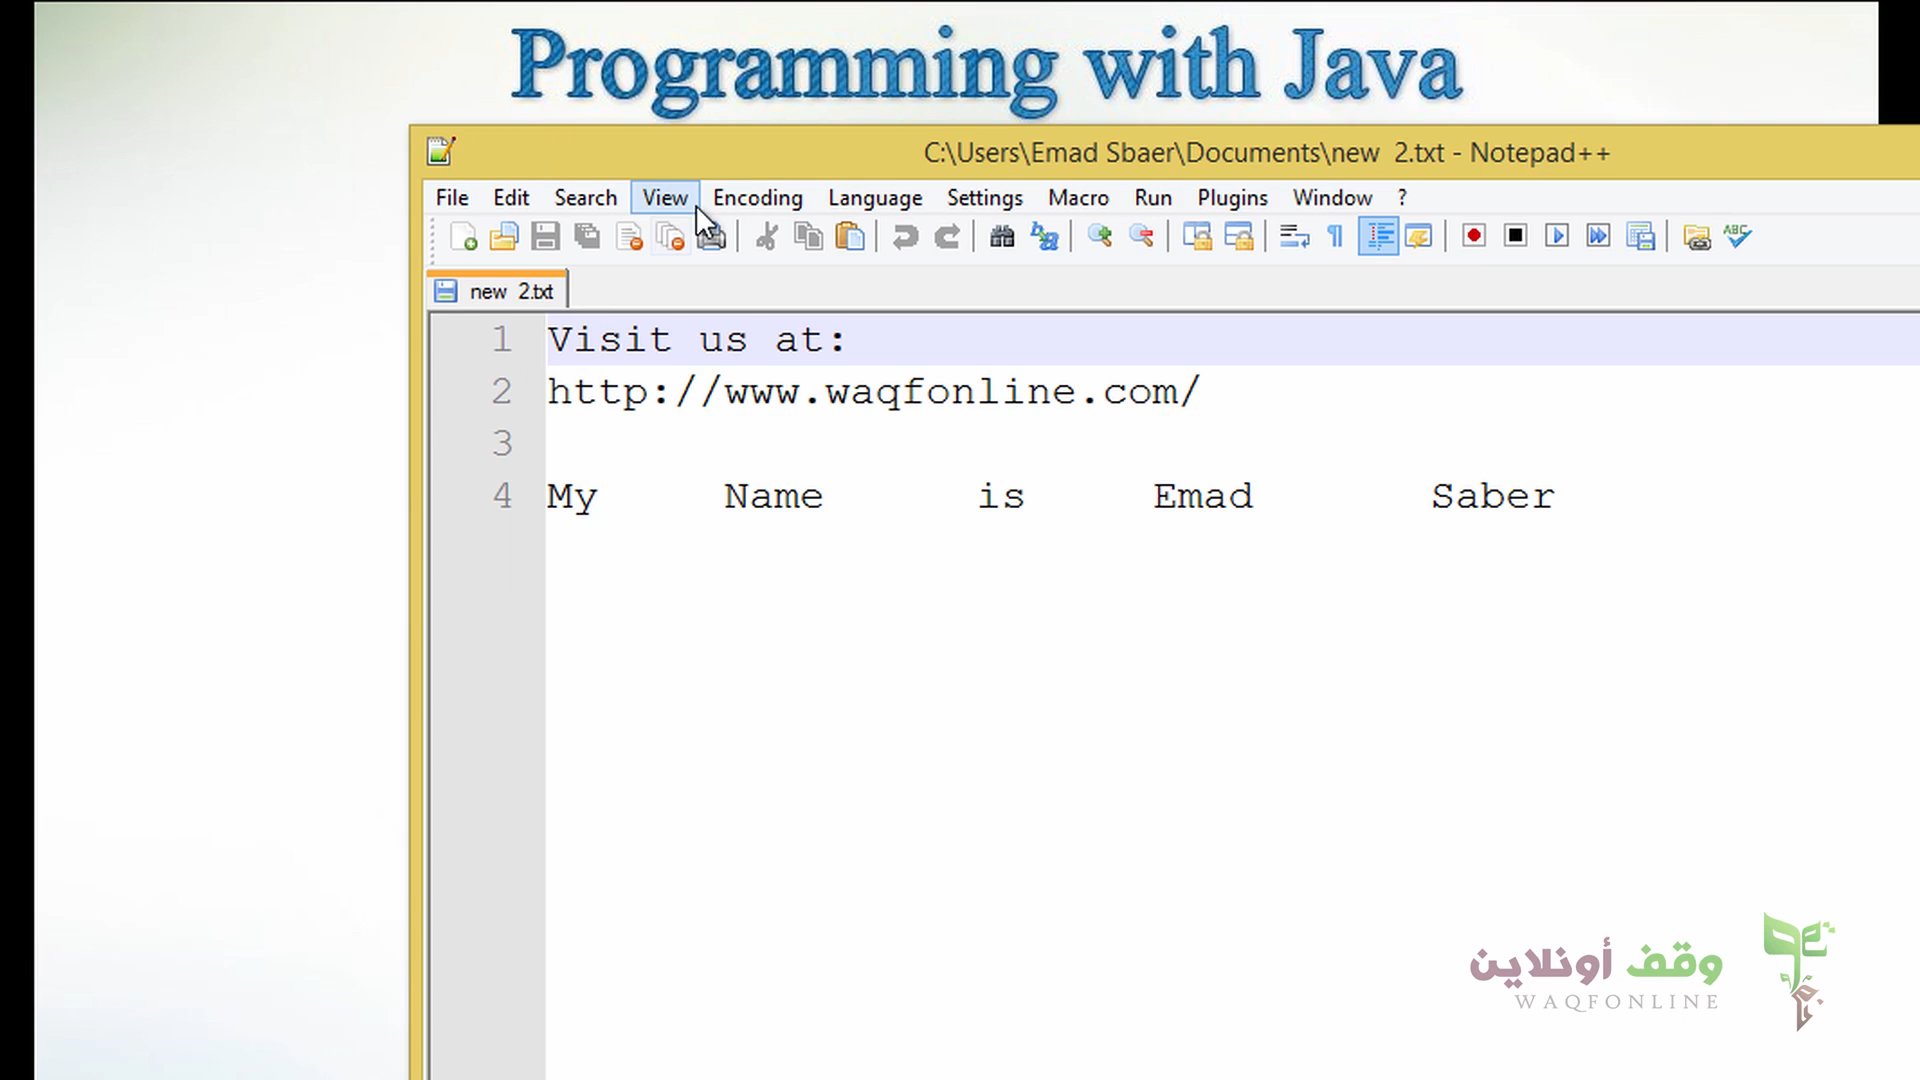 Programming with Java
C:\Users\Emad Sbaer\Documents\new  2.txt - Notepad++
File Edit Search View Encoding Language Settings Macro Run Plugins Window ?
ABC
new  2.txt
1 Visit us at:
2 http://www.waqfonline.com/
3
4 My Name is Emad Saber
وقف أونلاين
WAQFONLINE